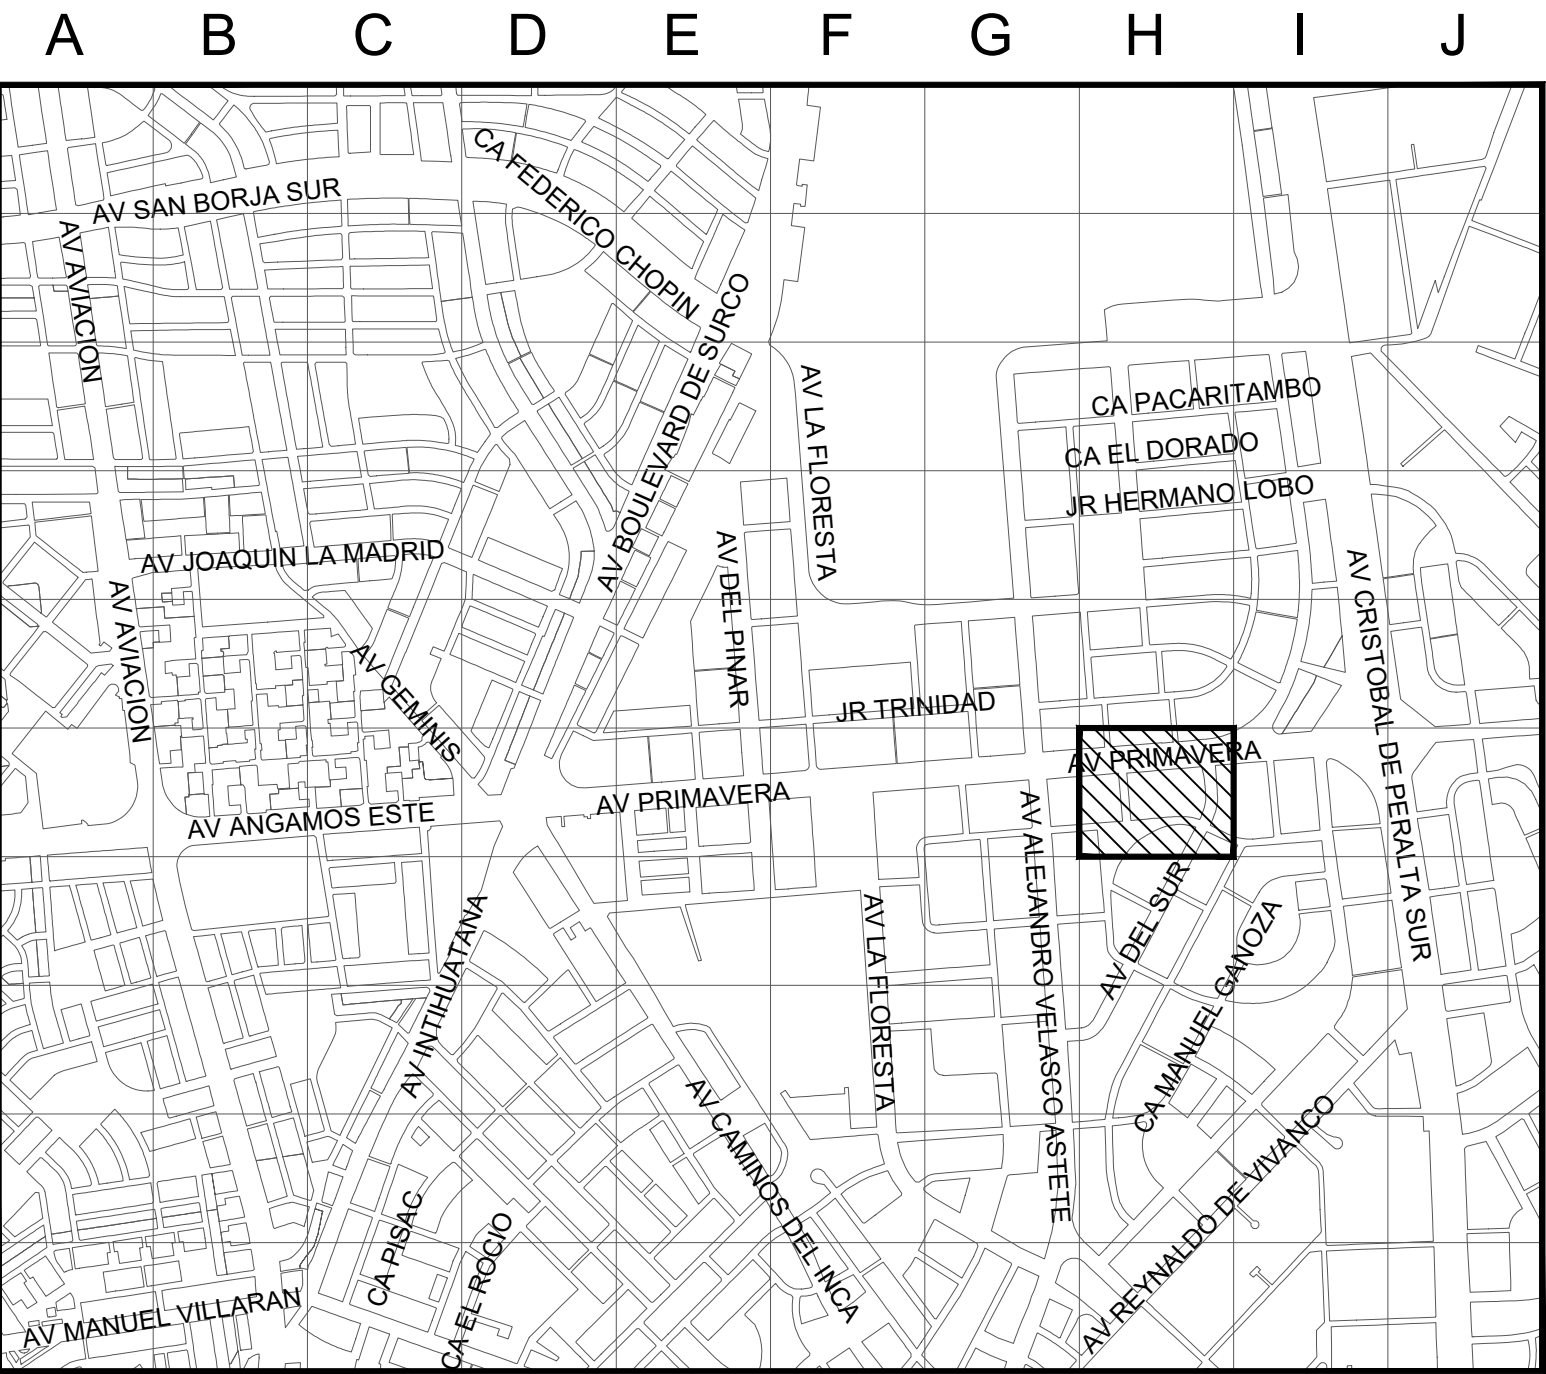 A B C D E F G H I J
CA FEDERICO CHOPIN
AV SAN BORJA SUR
AV AVIACION
AV BOULEVARD DE SURCO
AV LA FLORESTA
CA PACARITAMBO
CA EL DORADO
JR HERMANO LOBO
AV JOAQUIN LA MADRID
AV DEL PINAR
AV CRISTOBAL DE PERALTA SUR
AV AVIACION
AV GEMINIS
JR TRINIDAD
AV PRIMAVERA
AV PRIMAVERA
AV ANGAMOS ESTE
AV ALEJANDRO VELASCO ASTETE
AV DEL SUR
AV INTIHUATANA
AV LA FLORESTA
CA MANUEL GANOZA
AV CAMINOS DEL INCA
AV REYNALDO DE VIVANCO
CA PISAC
CA EL ROCIO
AV MANUEL VILLARAN